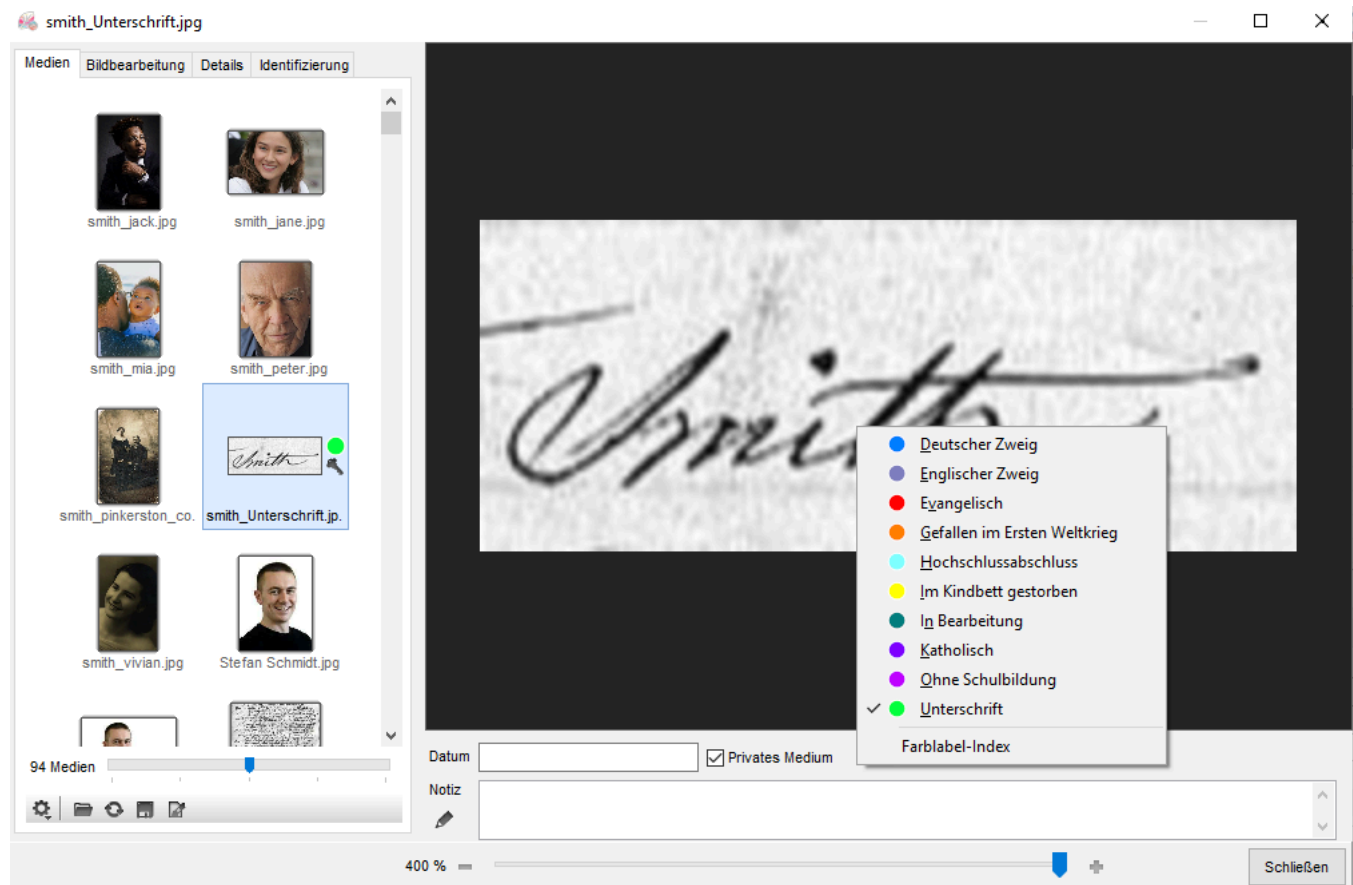 smith_Unterschrift.jpg
Medien
Bildbearbeitung
Details
Identifizierung
smith_jack.jpg
smith_jane.jpg
smith_mia.jpg
smith_peter.jpg
Smith
smith_pinkerston_co.
smith_Unterschrift.jp.
smith_vivian.jpg
Stefan Schmidt.jpg
94 Medien
Smith
Deutscher Zweig
Englischer Zweig
Evangelisch
Gefallen im Ersten Weltkrieg
Hochschlussabschluss
Im Kindbett gestorben
In Bearbeitung
Katholisch
Ohne Schulbildung
Unterschrift
Farblabel-Index
Datum
Privates Medium
Notiz
400 %
Schließen